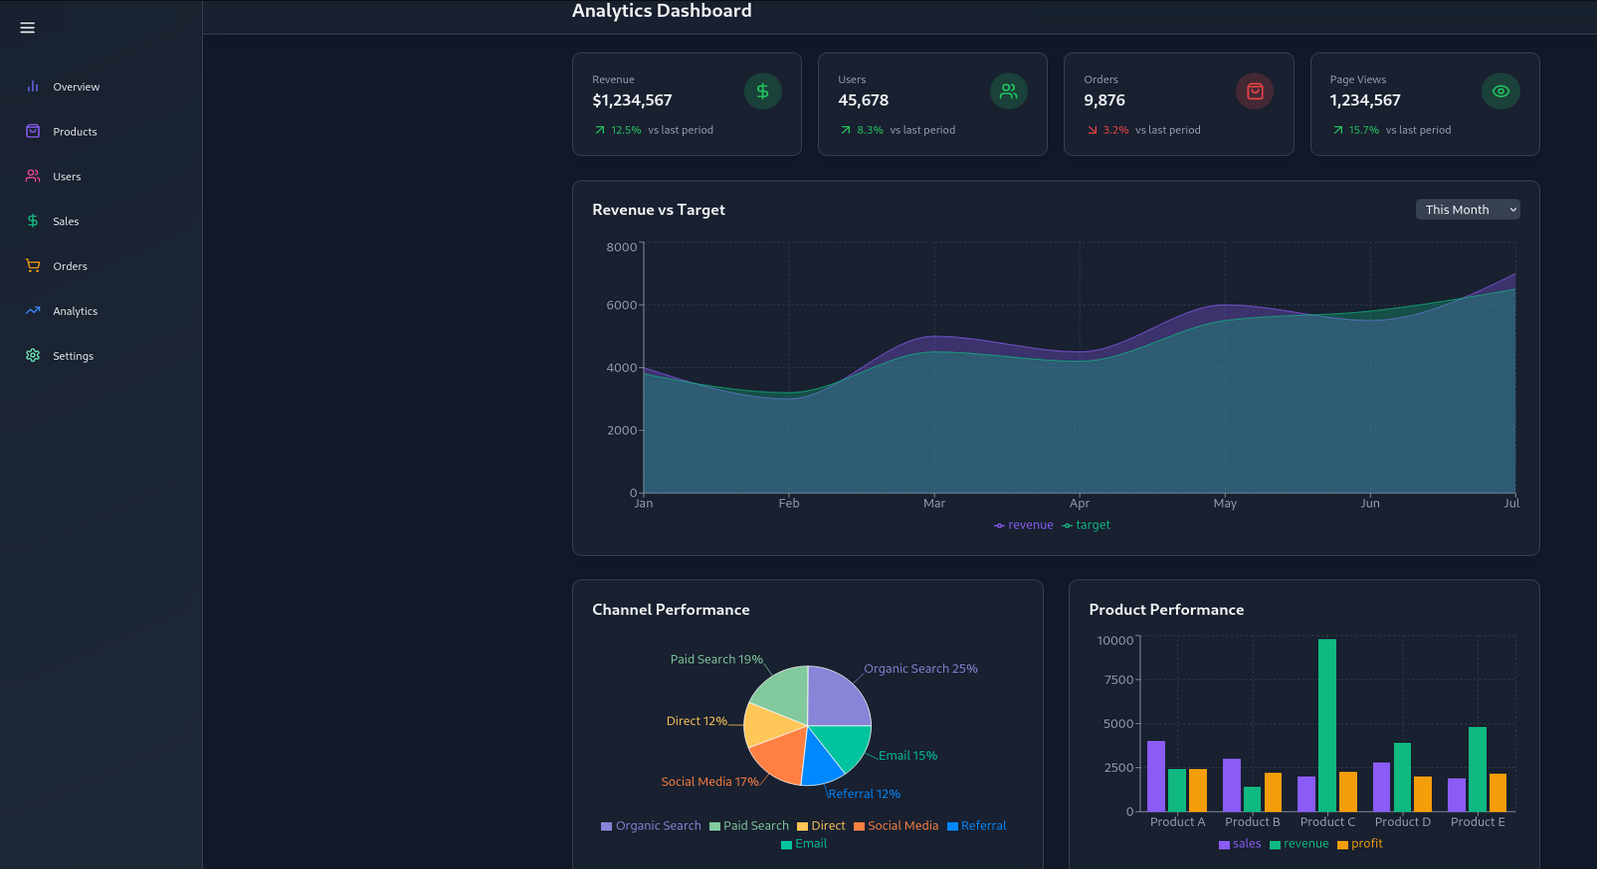 Analytics Dashboard
Overview
Products
Users
Sales
Orders
Analytics
Settings
Revenue
$1,234,567
12.5% vs last period
Users
45,678
8.3% vs last period
Orders
9,876
3.2% vs last period
Page Views
1,234,567
15.7% vs last period
Revenue vs Target
This Month
8000
6000
4000
2000
0
Jan Feb Mar Apr May Jun Jul
revenue target
Channel Performance
Paid Search 19%
Organic Search 25%
Direct 12%
Email 15%
Social Media 17%
Referral 12%
Organic Search Paid Search Direct Social Media Referral
Email
Product Performance
10000
7500
5000
2500
0
Product A Product B Product C Product D Product E
sales revenue profit